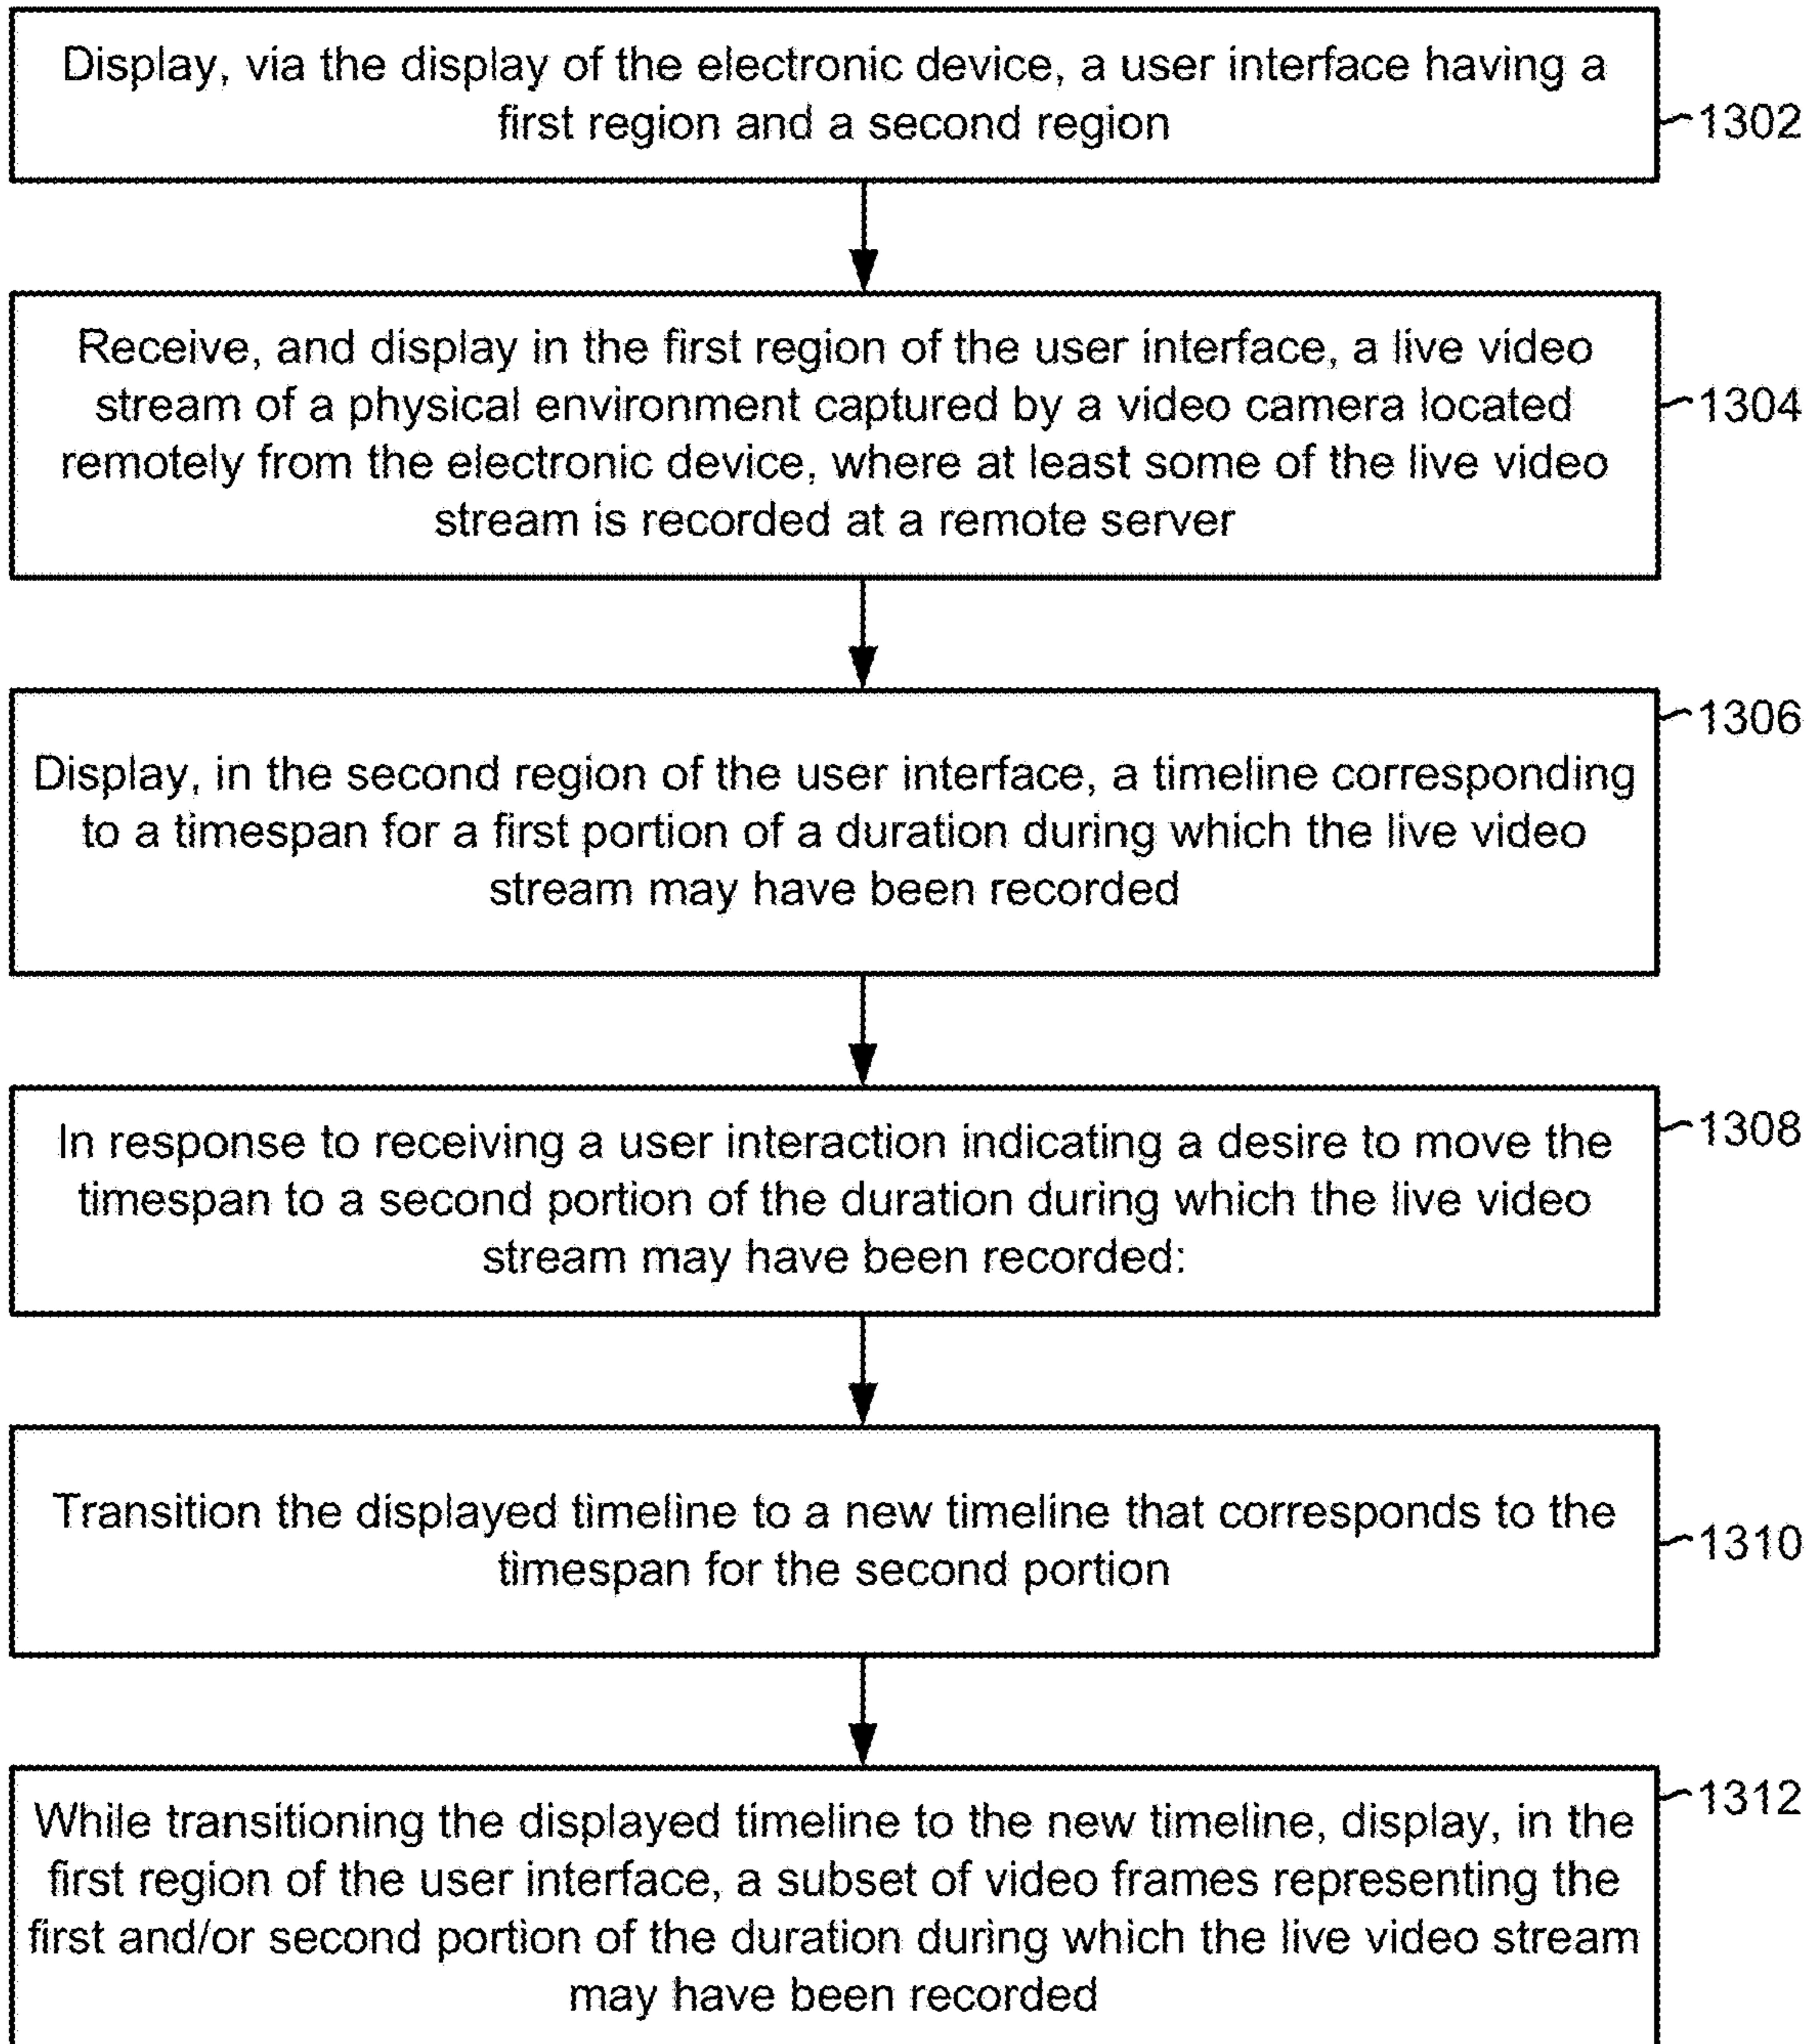 Display, via the display of the electronic device, a user interface having a
first region and a second region
1302
Receive, and display in the first region of the user interface, a live video
stream of a physical environment captured by a video camera located
remotely from the electronic device, where at least some of the live video
stream is recorded at a remote server
1304
Display, in the second region of the user interface, a timeline corresponding
to a timespan for a first portion of a duration during which the live video
stream may have been recorded
1306
In response to receiving a user interaction indicating a desire to move the
timespan to a second portion of the duration during which the live video
stream may have been recorded:
1308
Transition the displayed timeline to a new timeline that corresponds to the
timespan for the second portion
1310
While transitioning the displayed timeline to the new timeline, display, in the
first region of the user interface, a subset of video frames representing the
first and/or second portion of the duration during which the live video stream
may have been recorded
1312